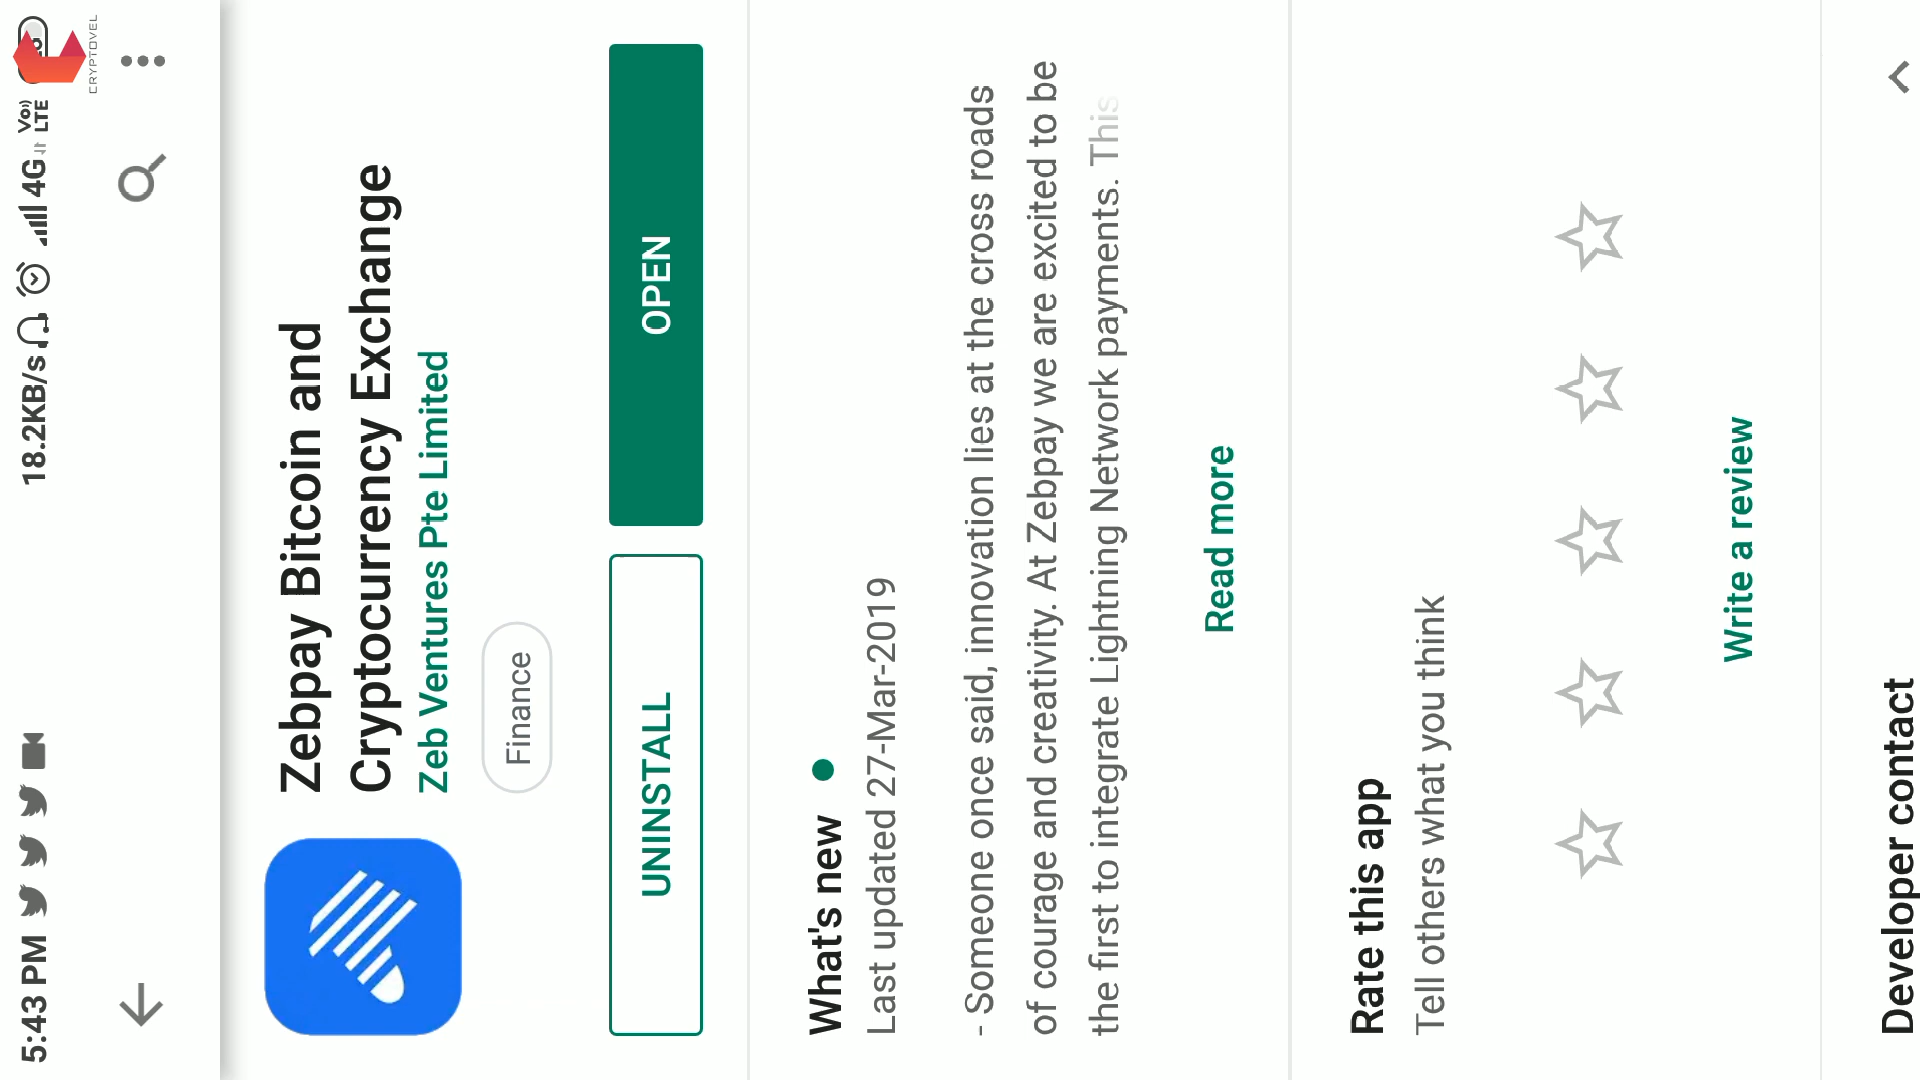 5:43 PM
18.2KB/s 4G Vo)) LTE
CRYPTOVEL
Zebpay Bitcoin and
Cryptocurrency Exchange
Zeb Ventures Pte Limited
Finance
UNINSTALL
OPEN
What's new
Last updated 27-Mar-2019
- Someone once said, innovation lies at the cross roads
of courage and creativity. At Zebpay we are excited to be
the first to integrate Lightning Network payments. This
Read more
Rate this app
Tell others what you think
Write a review
Developer contact